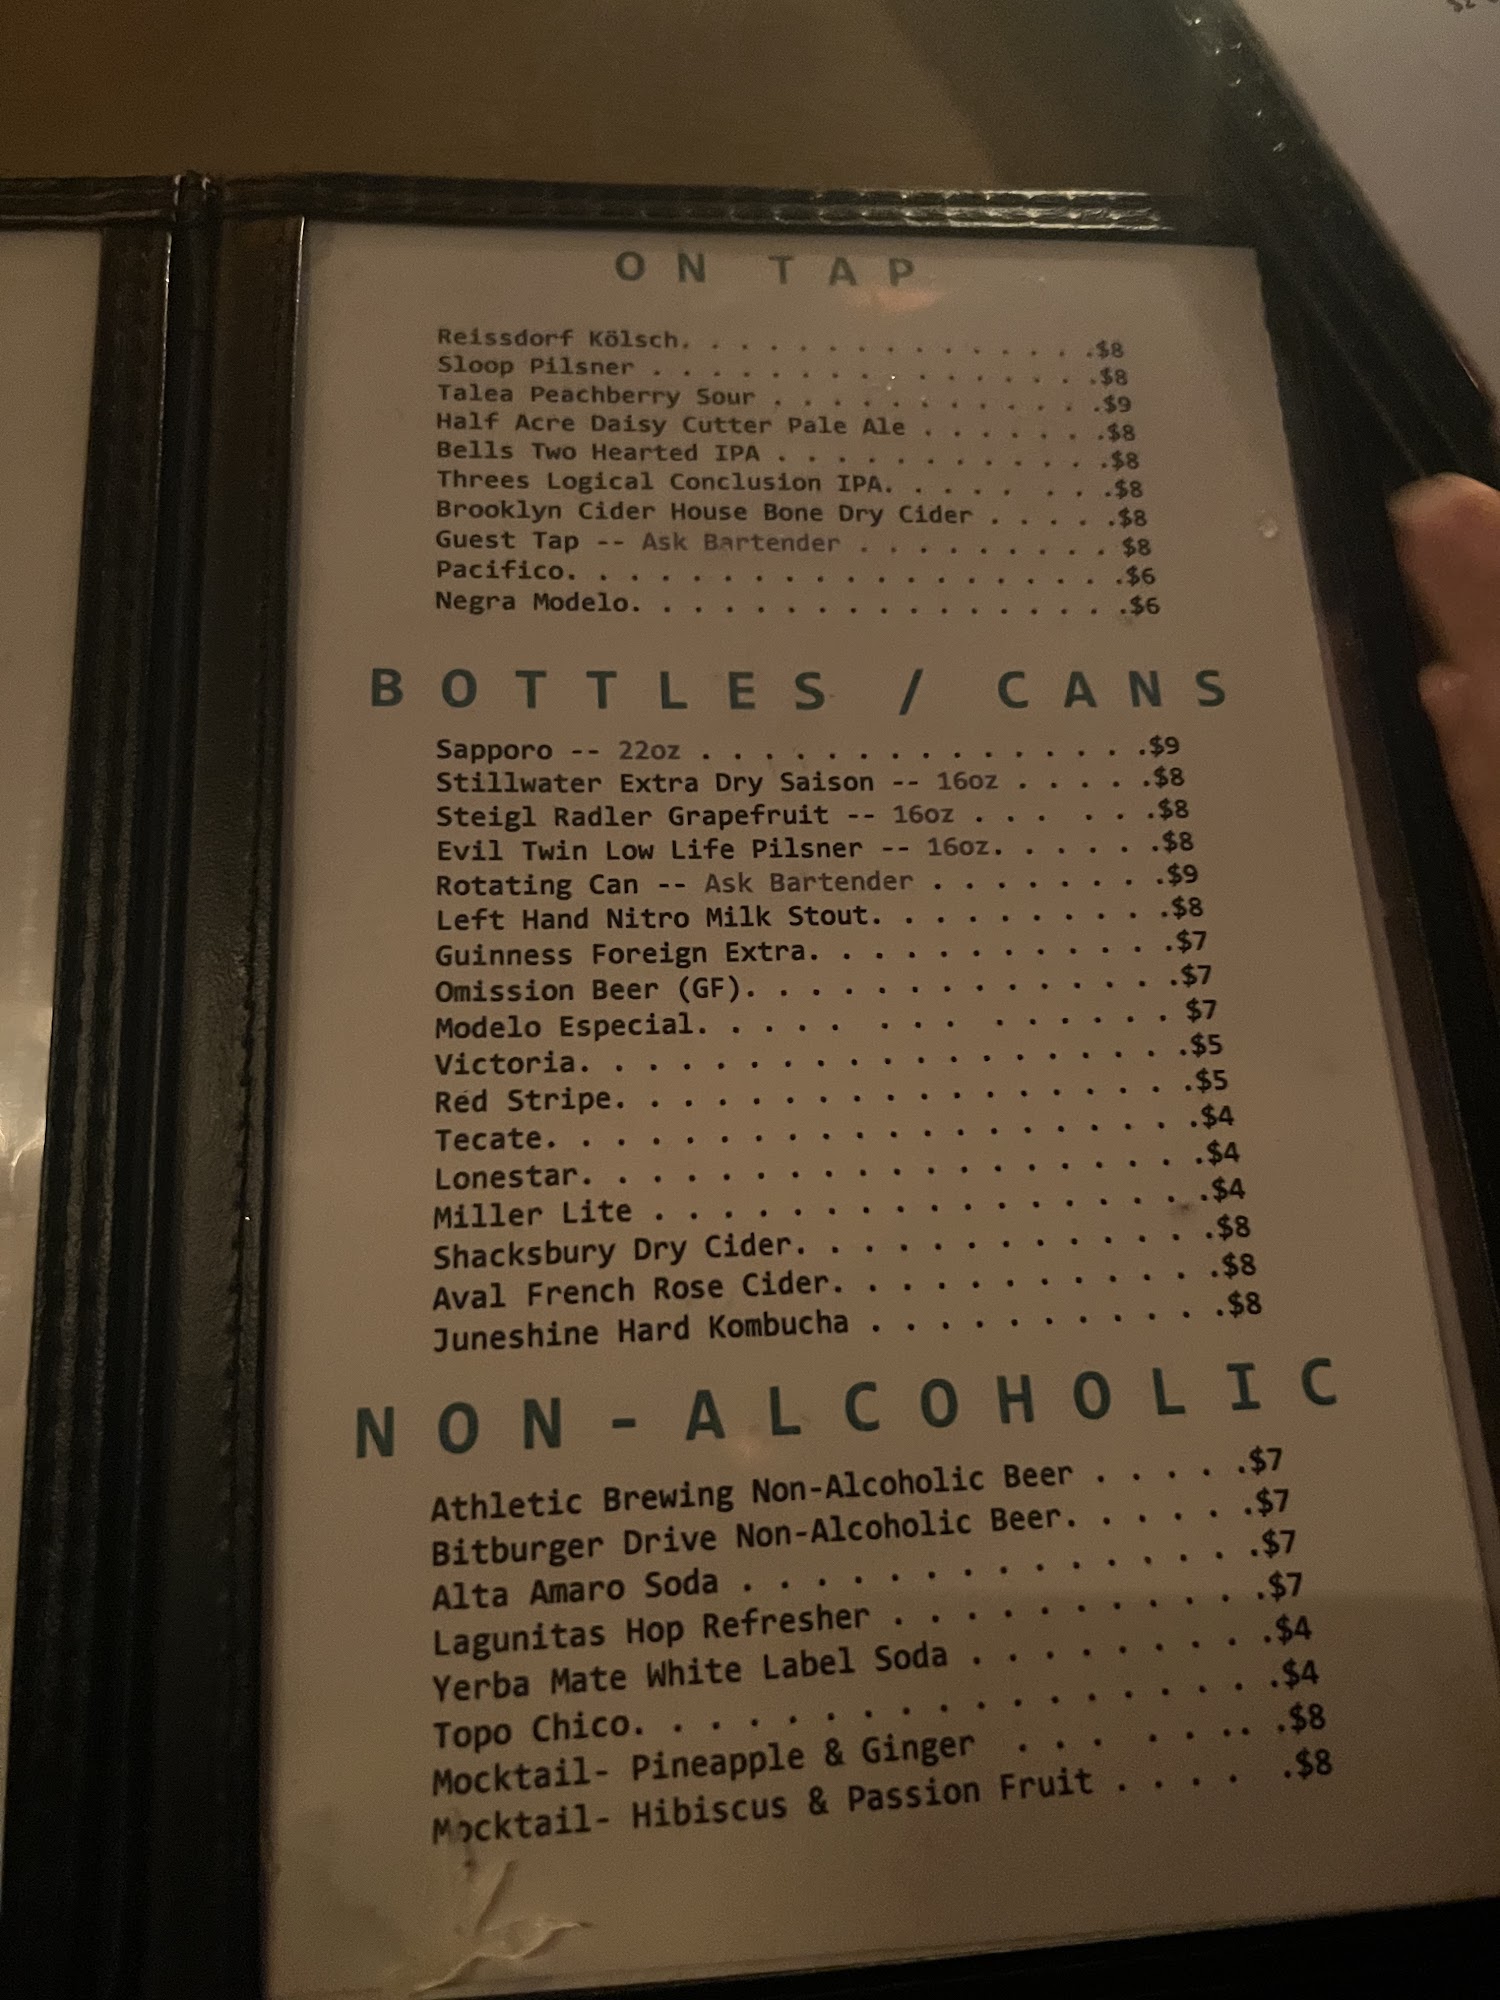 ON TAP
Reissdorf Kölsch. . . . . . . . . . . . . . .$8
Sloop Pilsner . . . . . . . . . . . . . . . .$8
Talea Peachberry Sour . . . . . . . . . . . .$9
Half Acre Daisy Cutter Pale Ale . . . . . . .$8
Bells Two Hearted IPA . . . . . . . . . . . .$8
Threes Logical Conclusion IPA. . . . . . . .$8
Brooklyn Cider House Bone Dry Cider . . . . .$8
Guest Tap -- Ask Bartender . . . . . . . . . $8
Pacifico. . . . . . . . . . . . . . . . . . .$6
Negra Modelo. . . . . . . . . . . . . . . . .$6
BOTTLES / CANS
Sapporo -- 22oz . . . . . . . . . . . . . . .$9
Stillwater Extra Dry Saison -- 16oz . . . . .$8
Steigl Radler Grapefruit -- 16oz . . . . . .$8
Evil Twin Low Life Pilsner -- 16oz. . . . . .$8
Rotating Can -- Ask Bartender . . . . . . . .$9
Left Hand Nitro Milk Stout. . . . . . . . . .$8
Guinness Foreign Extra. . . . . . . . . . . .$7
Omission Beer (GF). . . . . . . . . . . . . .$7
Modelo Especial. . . . . . . . . . . . . $7
Victoria. . . . . . . . . . . . . . . . . . .$5
Red Stripe. . . . . . . . . . . . . . . . . .$5
Tecate. . . . . . . . . . . . . . . . . . . .$4
Lonestar. . . . . . . . . . . . . . . . . . .$4
Miller Lite . . . . . . . . . . . . . . . . .$4
Shacksbury Dry Cider. . . . . . . . . . . . .$8
Aval French Rose Cider. . . . . . . . . . . .$8
Juneshine Hard Kombucha . . . . . . . . . . .$8
NON-ALCOHOLIC
Athletic Brewing Non-Alcoholic Beer . . . . .$7
Bitburger Drive Non-Alcoholic Beer. . . . . .$7
Alta Amaro Soda . . . . . . . . . . . . . . .$7
Lagunitas Hop Refresher . . . . . . . . . . .$7
Yerba Mate White Label Soda . . . . . . . . .$4
Topo Chico. . . . . . . . . . . . . . . . . .$4
Mocktail- Pineapple & Ginger . . . . . .. .$8
Mocktail- Hibiscus & Passion Fruit . . . . .$8